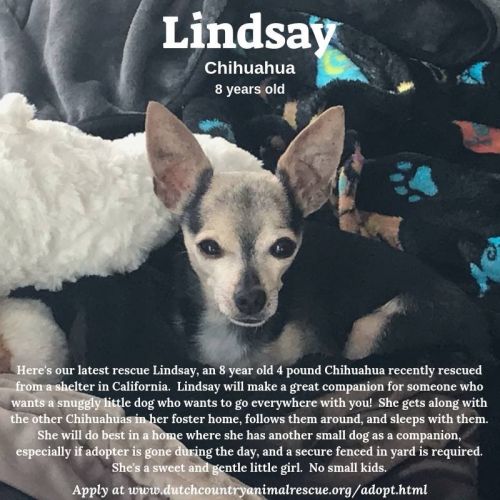 Lindsay
Chihuahua
8 years old
Here's our latest rescue Lindsay, an 8 year old 4 pound Chihuahua recently rescued
from a shelter in California.  Lindsay will make a great companion for someone who
wants a snuggly little dog who wants to go everywhere with you!  She gets along with
the other Chihuahuas in her foster home, follows them around, and sleeps with them.
She will do best in a home where she has another small dog as a companion,
especially if adopter is gone during the day, and a secure fenced in yard is required.
She's a sweet and gentle little girl.  No small kids.
Apply at www.dutchcountryanimalrescue.org/adopt.html